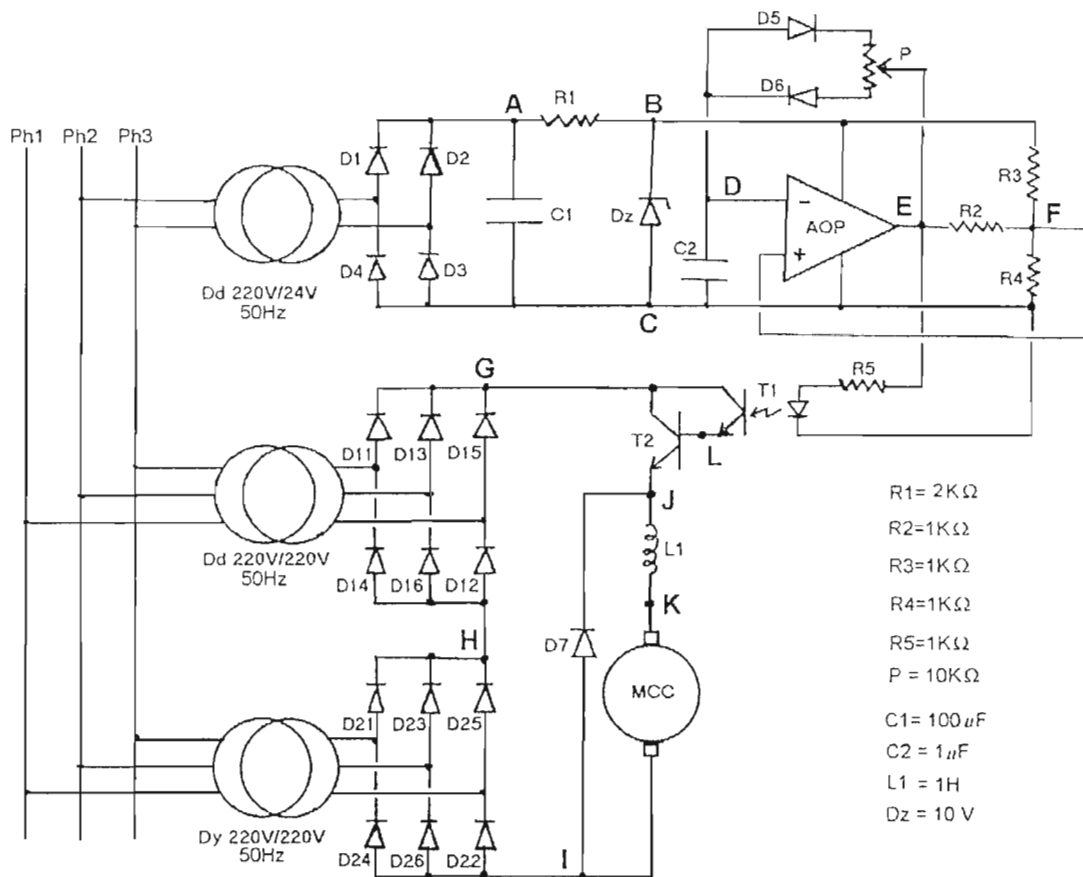 D5
P
D6
A
R1
B
Ph1 Ph2 Ph3
D1
D2
R3
D
C1
Dz
-
AOP
+
E
R2
F
C2
D4
D3
R4
Dd 220V/24V
50Hz
C
G
R5
T1
D11
D13
D15
T2
L
J
R1= 2KΩ
L1
R2=1KΩ
Dd 220V/220V
50Hz
D14
D16
D12
R3=1KΩ
K
R4=1KΩ
H
D7
R5=1KΩ
MCC
P = 10KΩ
D21
D23
D25
C1= 100uF
C2 = 1uF
L1 = 1H
Dz = 10 V
Dy 220V/220V
50Hz
D24
D26
D22
I